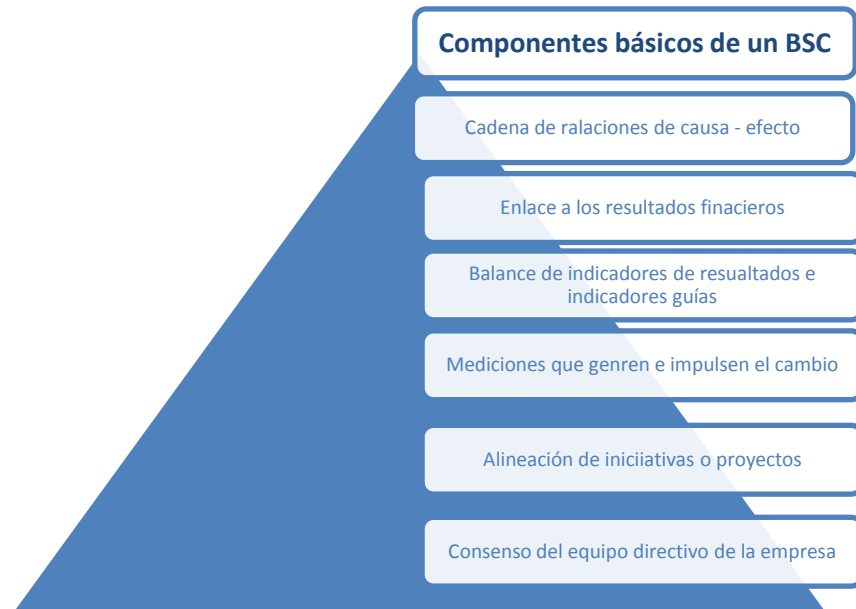 Componentes básicos de un BSC
Cadena de ralaciones de causa - efecto
Enlace a los resultados finacieros
Balance de indicadores de resualtados e
indicadores guías
Mediciones que genren e impulsen el cambio
Alineación de iniciiativas o proyectos
Consenso del equipo directivo de la empresa